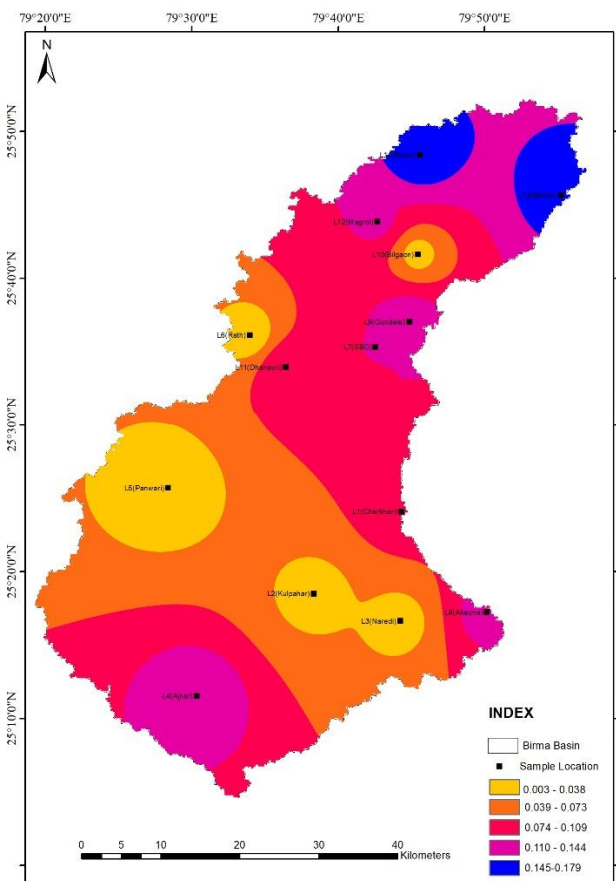 79°20'0"E 79°30'0"E 79°40'0"E 79°50'0"E
N
25°50'0"N
25°40'0"N
25°30'0"N
25°20'0"N
25°10'0"N
L12(Magrol)
L10(Bilgaon)
L9(Gundela)
L6(Rath)
L7(GBD)
L11(Dhanauri)
L5(Panwari)
L1(Charkhari)
L2(Kulpahar)
L3(Naredi)
L4(Ajnar)
INDEX
Birma Basin
Sample Location
0.003 - 0.038
0.039 - 0.073
0.074 - 0.109
0.110 - 0.144
0.145-0.179
0 5 10 20 30 40
Kilometers